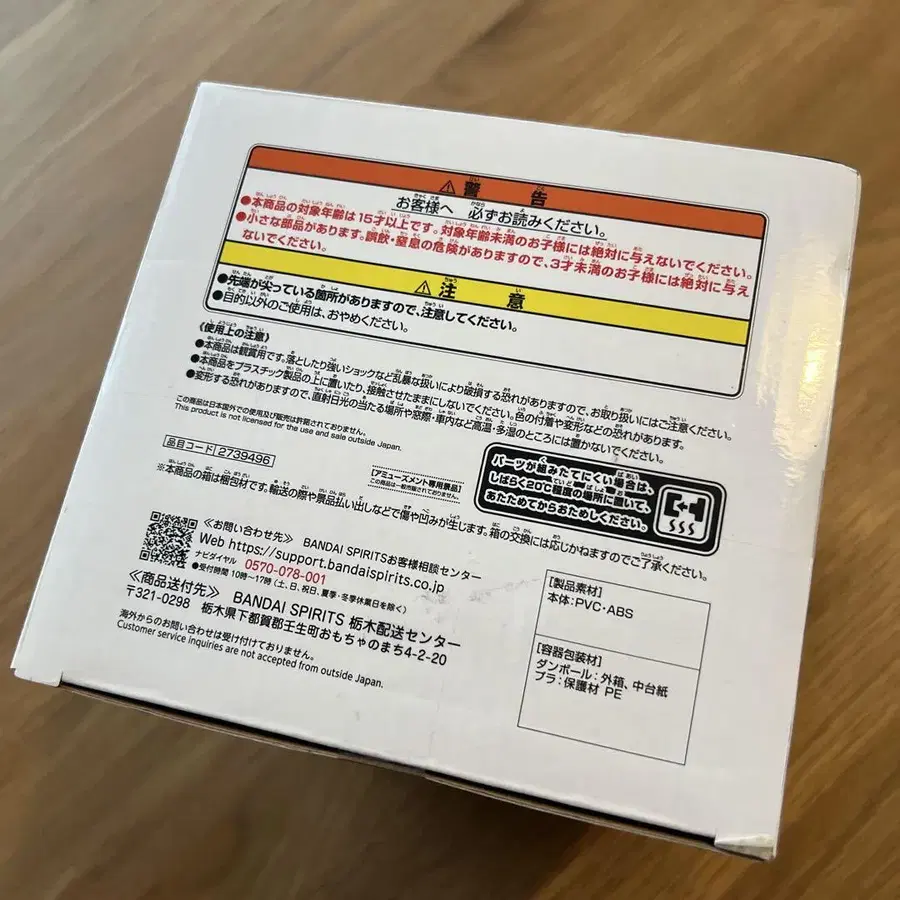 ⚠警告
お客様へ 必ずお読みください。
●本商品の対象年齢は15才以上です。対象年齢未満のお子様には絶対に与えないでください。
●小さな部品があります。誤飲・窒息の危険がありますので、3才未満のお子様には絶対に与え
ないでください。
⚠注意
●先端が尖っている箇所がありますので、注意してください。
●目的以外のご使用は、おやめください。
《使用上の注意》
●本商品は観賞用です。落としたり強いショックなど乱暴な扱いにより破損する恐れがありますので、お取り扱いにはご注意ください。
●本商品をプラスチック製品の上に置いたり、接触させたままにしないでください。色の付着や変形などの恐れがあります。
●変形する恐れがありますので、直射日光の当たる場所や窓際・車内など高温・多湿のところには置かないでください。
この商品は日本国外での使用及び販売は許諾されておりません。
This product is not licensed for the use and sale outside Japan.
品目コード 2739496
【アミューズメント専用景品】
この商品は一般市販されておりません。
パーツが組みたてにくい場合は、
しばらく20℃程度の場所に置いて、
あたためてからおためしください。
※本商品の箱は梱包材です。輸送の際や景品払い出しなどで傷や凹みが生じます。箱の交換には応じかねますのでご了承ください。
≪お問い合わせ先≫ BANDAI SPIRITSお客様相談センター
Web https://support.bandaispirits.co.jp
ナビダイヤル 0570-078-001
●受付時間 10時〜17時（土、日、祝日、夏季・冬季休業日を除く）
≪商品送付先≫ BANDAI SPIRITS 栃木配送センター
〒321-0298 栃木県下都賀郡壬生町おもちゃのまち4-2-20
海外からのお問い合わせは受け付けておりません。
Customer service inquiries are not accepted from outside Japan.
［製品素材］
本体：PVC・ABS
［容器包装材］
ダンボール：外箱、中台紙
プラ：保護材 PE